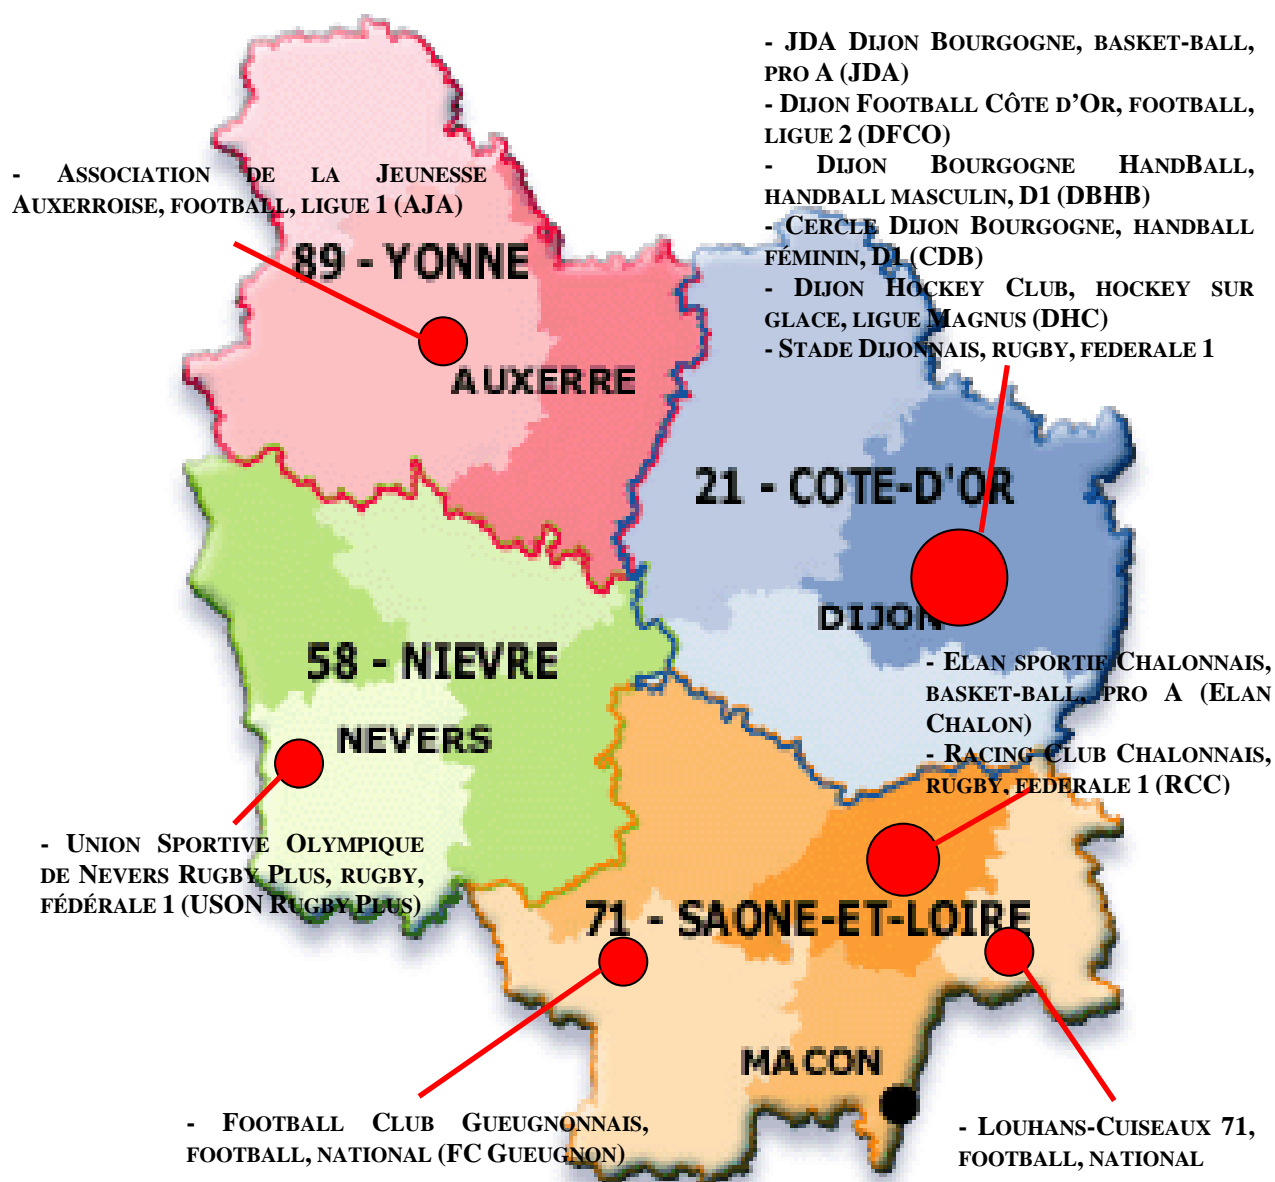 - JDA DIJON BOURGOGNE, BASKET-BALL,
PRO A (JDA)
- DIJON FOOTBALL CÔTE D’OR, FOOTBALL,
LIGUE 2 (DFCO)
- DIJON BOURGOGNE HANDBALL,
HANDBALL MASCULIN, D1 (DBHB)
- CERCLE DIJON BOURGOGNE, HANDBALL
FÉMININ, D1 (CDB)
- DIJON HOCKEY CLUB, HOCKEY SUR
GLACE, LIGUE MAGNUS (DHC)
- STADE DIJONNAIS, RUGBY, FEDERALE 1
- ASSOCIATION DE LA JEUNESSE
AUXERROISE, FOOTBALL, LIGUE 1 (AJA)
89 - YONNE
AUXERRE
21 - COTE-D'OR
DIJON
58 - NIEVRE
NEVERS
- ELAN SPORTIF CHALONNAIS,
BASKET-BALL, PRO A (ELAN
CHALON)
- RACING CLUB CHALONNAIS,
RUGBY, FEDERALE 1 (RCC)
- UNION SPORTIVE OLYMPIQUE
DE NEVERS RUGBY PLUS, RUGBY,
FÉDÉRALE 1 (USON RUGBY PLUS)
71 - SAONE-ET-LOIRE
MACON
- FOOTBALL CLUB GUEUGNONNAIS,
FOOTBALL, NATIONAL (FC GUEUGNON)
- LOUHANS-CUISEAUX 71,
FOOTBALL, NATIONAL